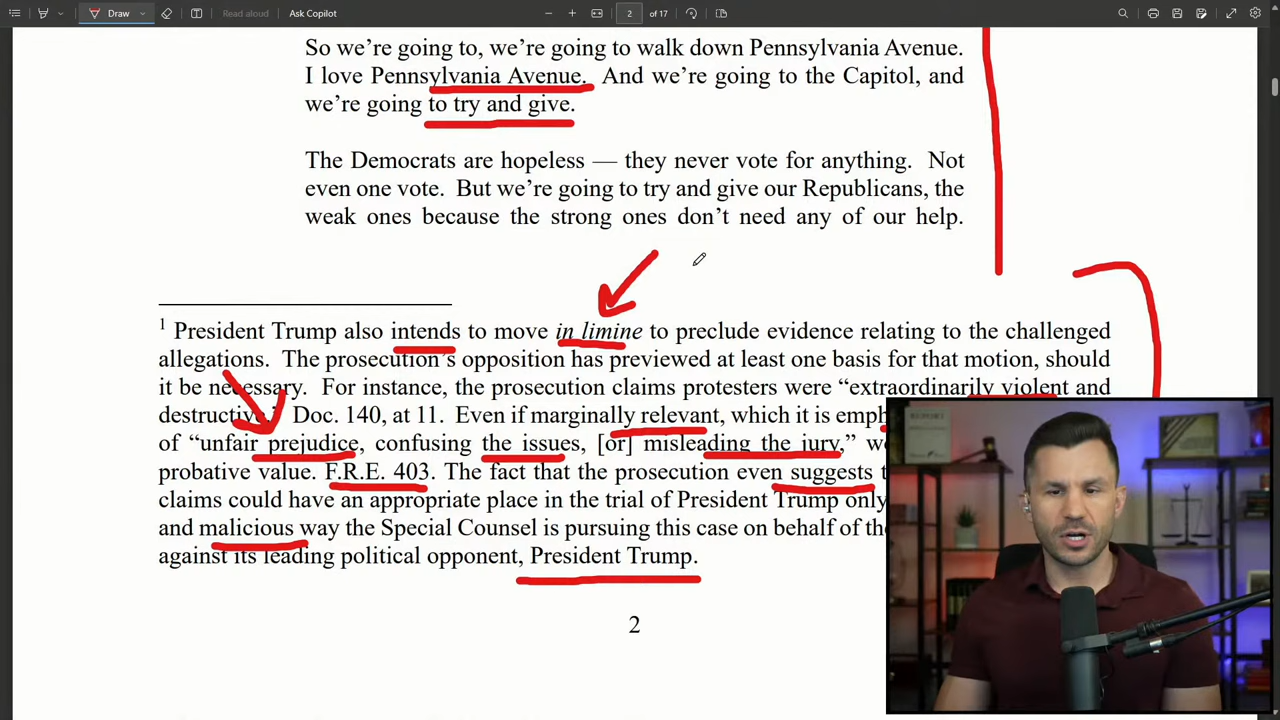 Draw
Read aloud
Ask Copilot
2
of 17
So we're going to, we're going to walk down Pennsylvania Avenue.
I love Pennsylvania Avenue. And we're going to the Capitol, and
we're going to try and give.
The Democrats are hopeless — they never vote for anything. Not
even one vote. But we're going to try and give our Republicans, the
weak ones because the strong ones don't need any of our help.
1 President Trump also intends to move in limine to preclude evidence relating to the challenged
allegations. The prosecution's opposition has previewed at least one basis for that motion, should
it be necessary. For instance, the prosecution claims protesters were “extraordinarily violent and
destructive.” Doc. 140, at 11. Even if marginally relevant, which it is
of “unfair prejudice, confusing the issues, [or] misleading the jury,”
probative value. F.R.E. 403. The fact that the prosecution even suggests
claims could have an appropriate place in the trial of President Trump only
and malicious way the Special Counsel is pursuing this case on behalf of the
against its leading political opponent, President Trump.
2